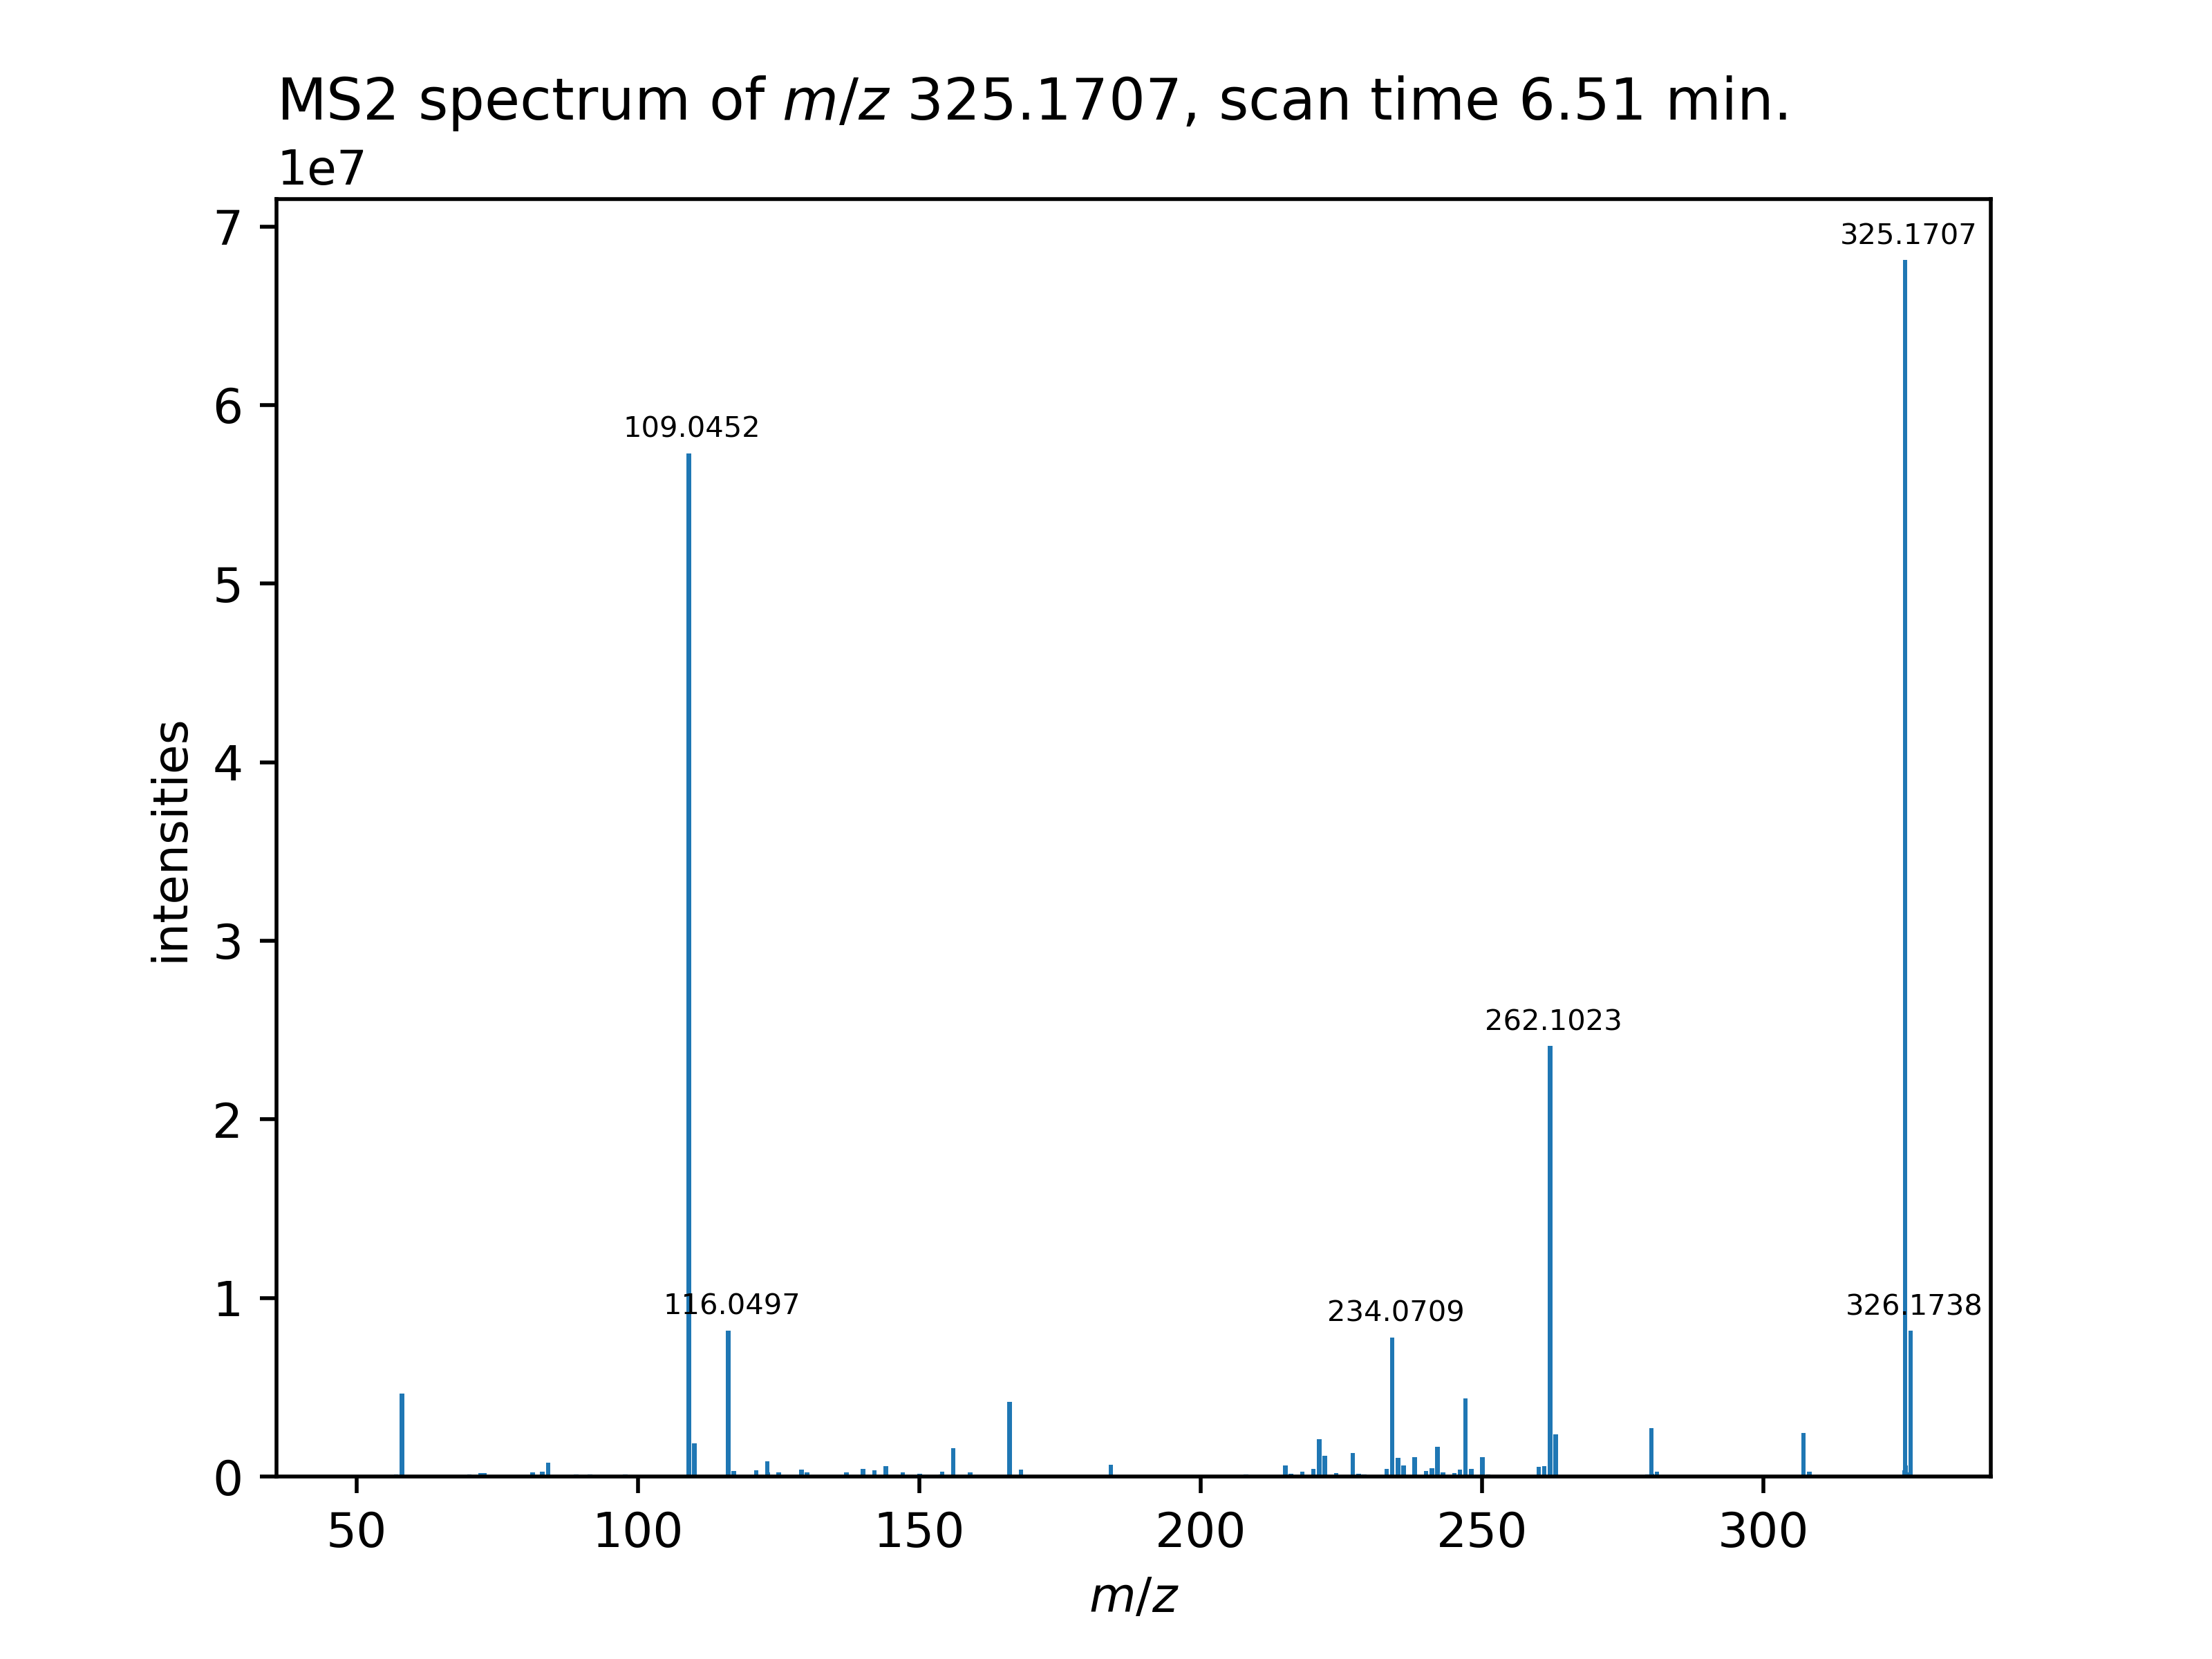 MS2 spectrum of m/z 325.1707, scan time 6.51 min.
1e7
7
325.1707
6
109.0452
5
4
intensities
3
262.1023
2
1
116.0497
234.0709
326.1738
0
50 100 150 200 250 300
m/z